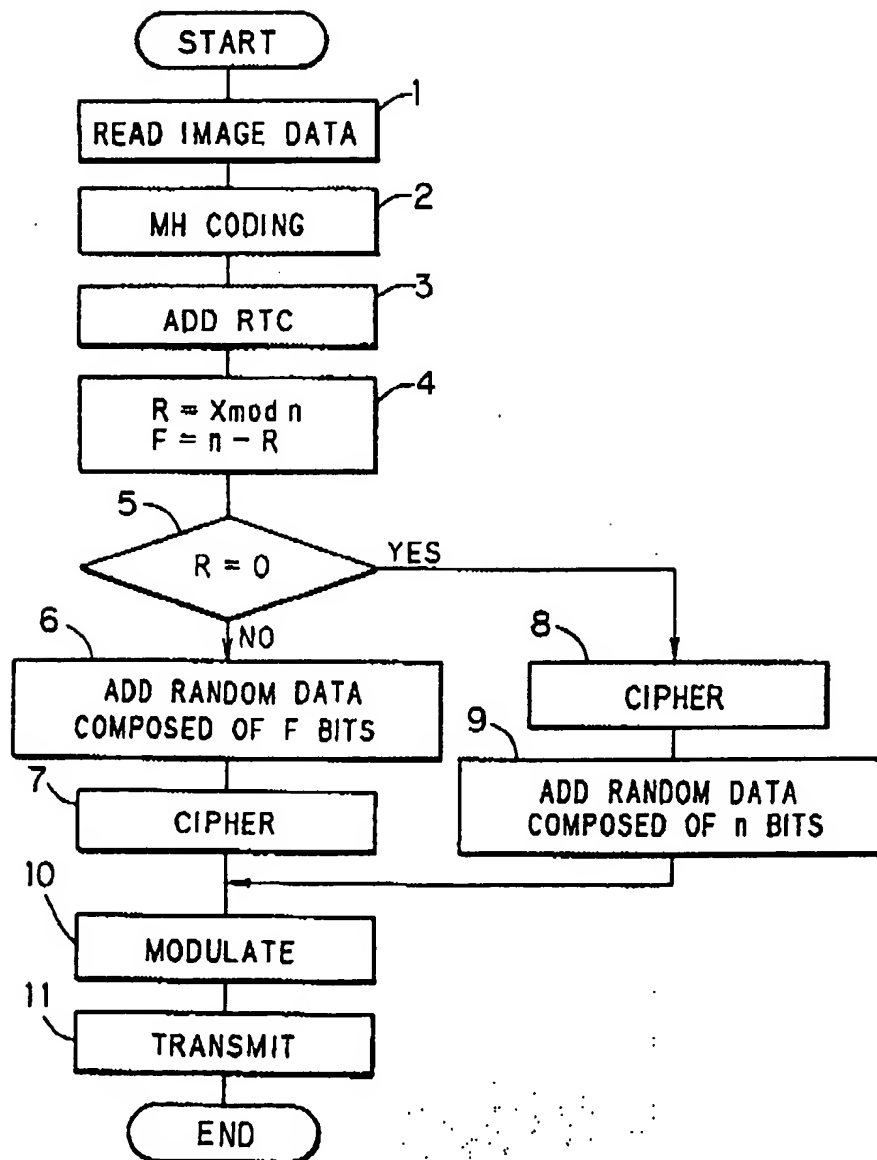 START
1
READ IMAGE DATA
2
MH CODING
3
ADD RTC
4
R = Xmod n
F = n - R
5
R = 0
YES
NO
6
ADD RANDOM DATA
COMPOSED OF F BITS
7
CIPHER
8
CIPHER
9
ADD RANDOM DATA
COMPOSED OF n BITS
10
MODULATE
11
TRANSMIT
END